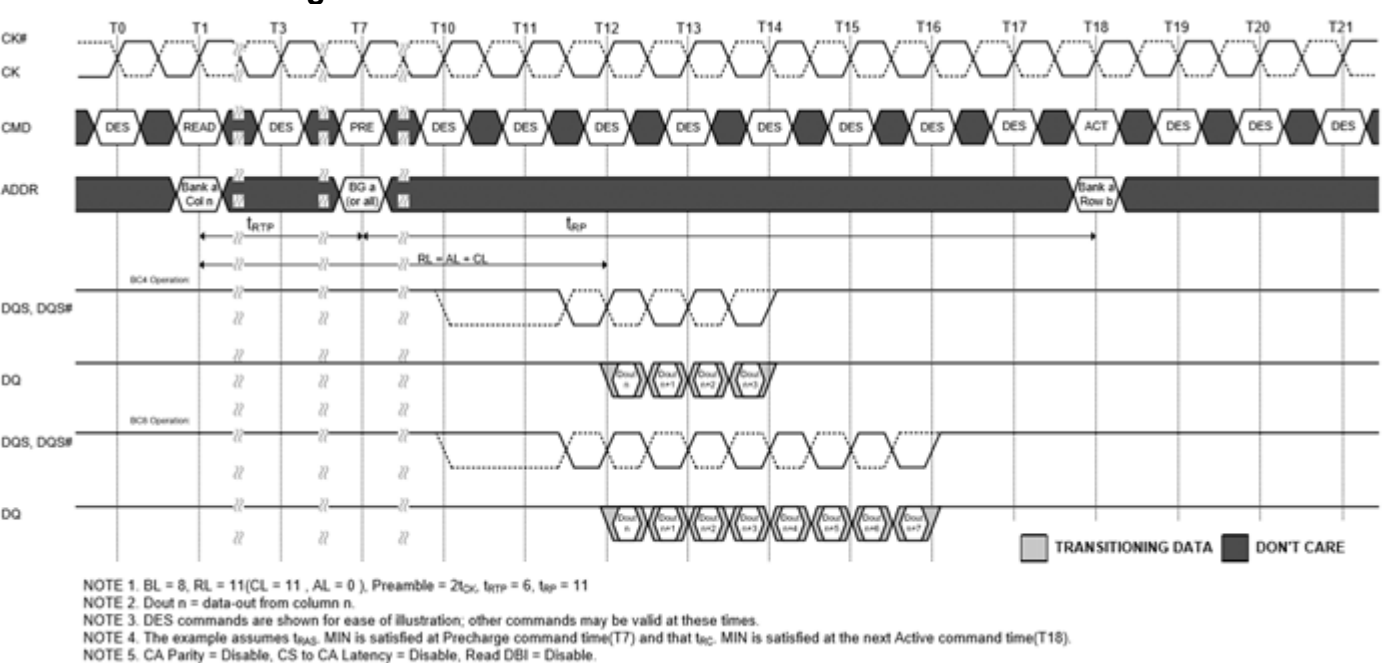 T0 T1 T3 T7 T10 T11 T12 T13 T14 T15 T16 T17 T18 T19 T20 T21
CK#
CK
CMD DES READ DES PRE DES DES DES DES DES DES DES DES ACT DES DES DES
ADDR Bank a Col n BG a (or all) Bank a Row b
tRTP tRP
RL = AL = CL
BC4 Operation:
DQS, DQS#
DQ Dout n Dout n+1 Dout n+2 Dout n+3
BC8 Operation:
DQS, DQS#
DQ Dout n Dout n+1 Dout n+2 Dout n+3 Dout n+4 Dout n+5 Dout n+6 Dout n+7
TRANSITIONING DATA DON'T CARE
NOTE 1. BL = 8, RL = 11(CL = 11 , AL = 0 ), Preamble = 2tCK, tRTP = 6, tRP = 11
NOTE 2. Dout n = data-out from column n.
NOTE 3. DES commands are shown for ease of illustration; other commands may be valid at these times.
NOTE 4. The example assumes tRAS. MIN is satisfied at Precharge command time(T7) and that tRC. MIN is satisfied at the next Active command time(T18).
NOTE 5. CA Parity = Disable, CS to CA Latency = Disable, Read DBI = Disable.